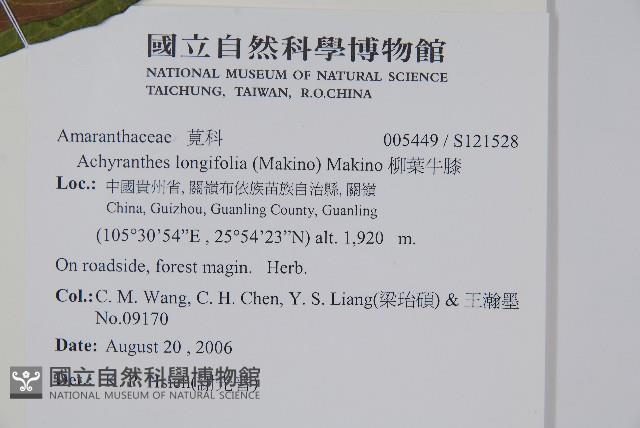 國立自然科學博物館
NATIONAL MUSEUM OF NATURAL SCIENCE
TAICHUNG, TAIWAN, R.O.CHINA
Amaranthaceae 莧科 005449 / S121528
Achyranthes longifolia (Makino) Makino 柳葉牛膝
Loc.: 中國貴州省, 關嶺布依族苗族自治縣, 關嶺
China, Guizhou, Guanling County, Guanling
(105°30'54”E , 25°54'23”N) alt. 1,920 m.
On roadside, forest magin. Herb.
Col.: C. M. Wang, C. H. Chen, Y. S. Liang(梁珆碩) & 王瀚墨
No.09170
Date: August 20 , 2006
Det.: Hsieh
國立自然科學博物館
NATIONAL MUSEUM OF NATURAL SCIENCE